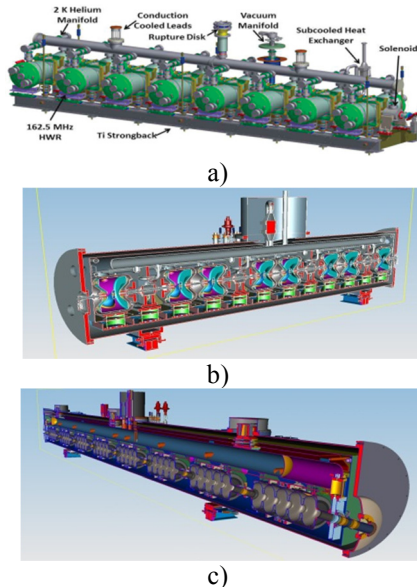 2 K Helium
Manifold
Conduction
Cooled Leads
Rupture Disk
Vacuum
Manifold
Subcooled Heat
Exchanger
Solenoid
162.5 MHz
HWR
Ti Strongback
a)
b)
c)